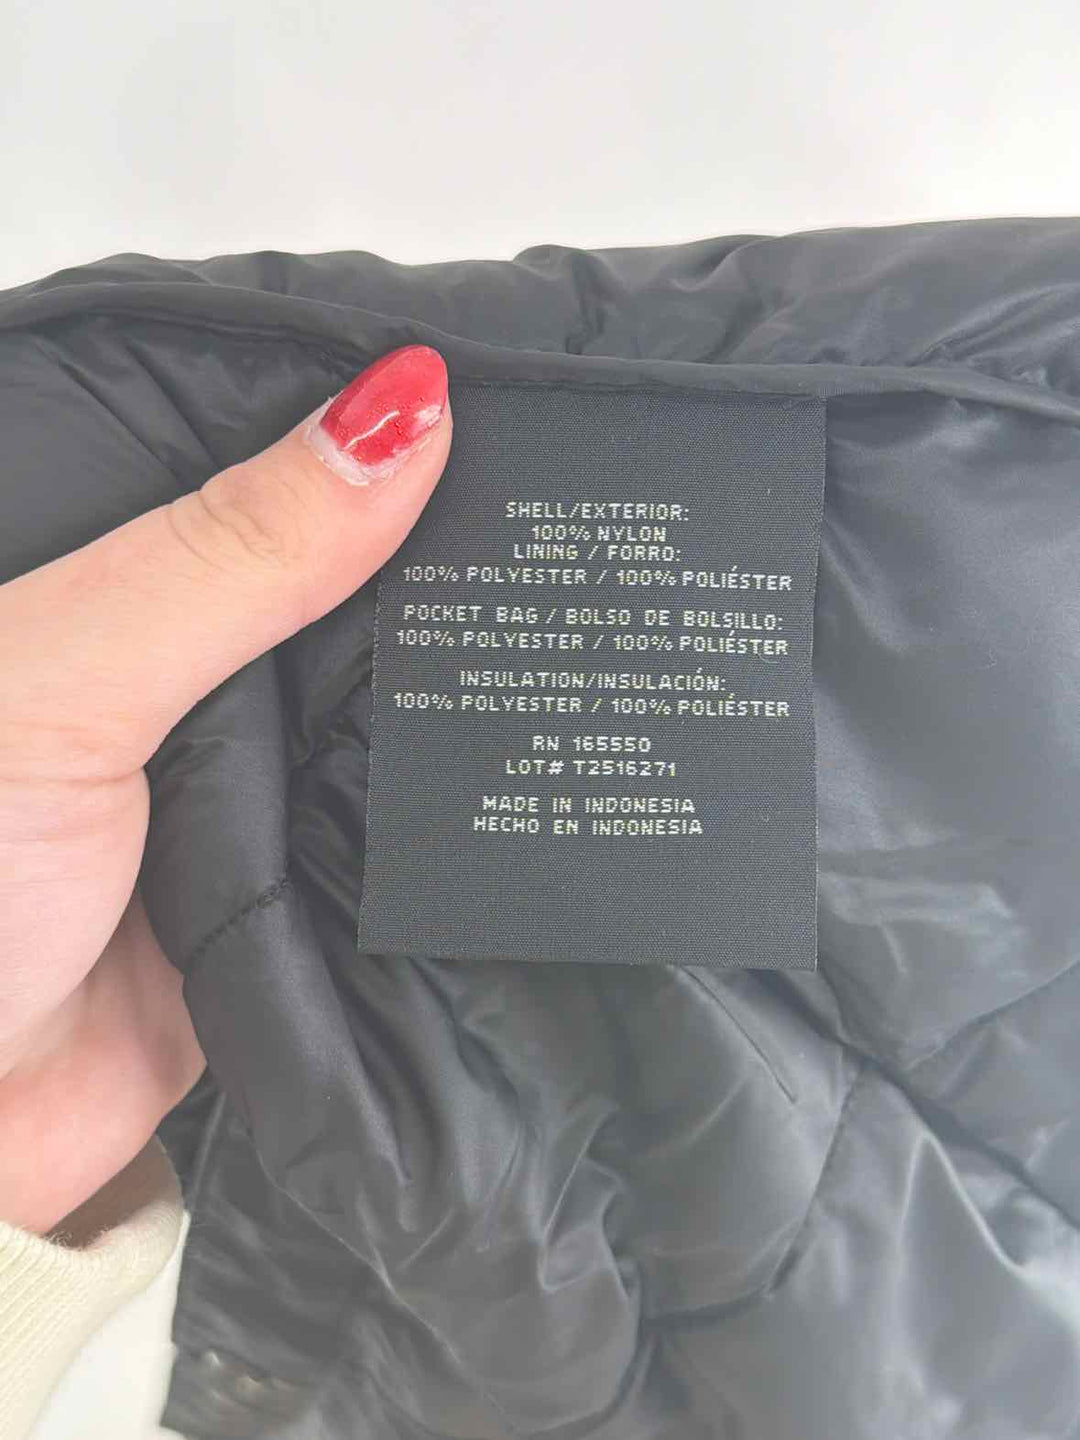 SHELL/EXTERIOR:
100% NYLON
LINING / FORRO:
100% POLYESTER / 100% POLIÉSTER
POCKET BAG / BOLSO DE BOLSILLO:
100% POLYESTER / 100% POLIÉSTER
INSULATION/INSULACIÓN:
100% POLYESTER / 100% POLIÉSTER
RN 165550
LOT# T2516271
MADE IN INDONESIA
HECHO EN INDONESIA